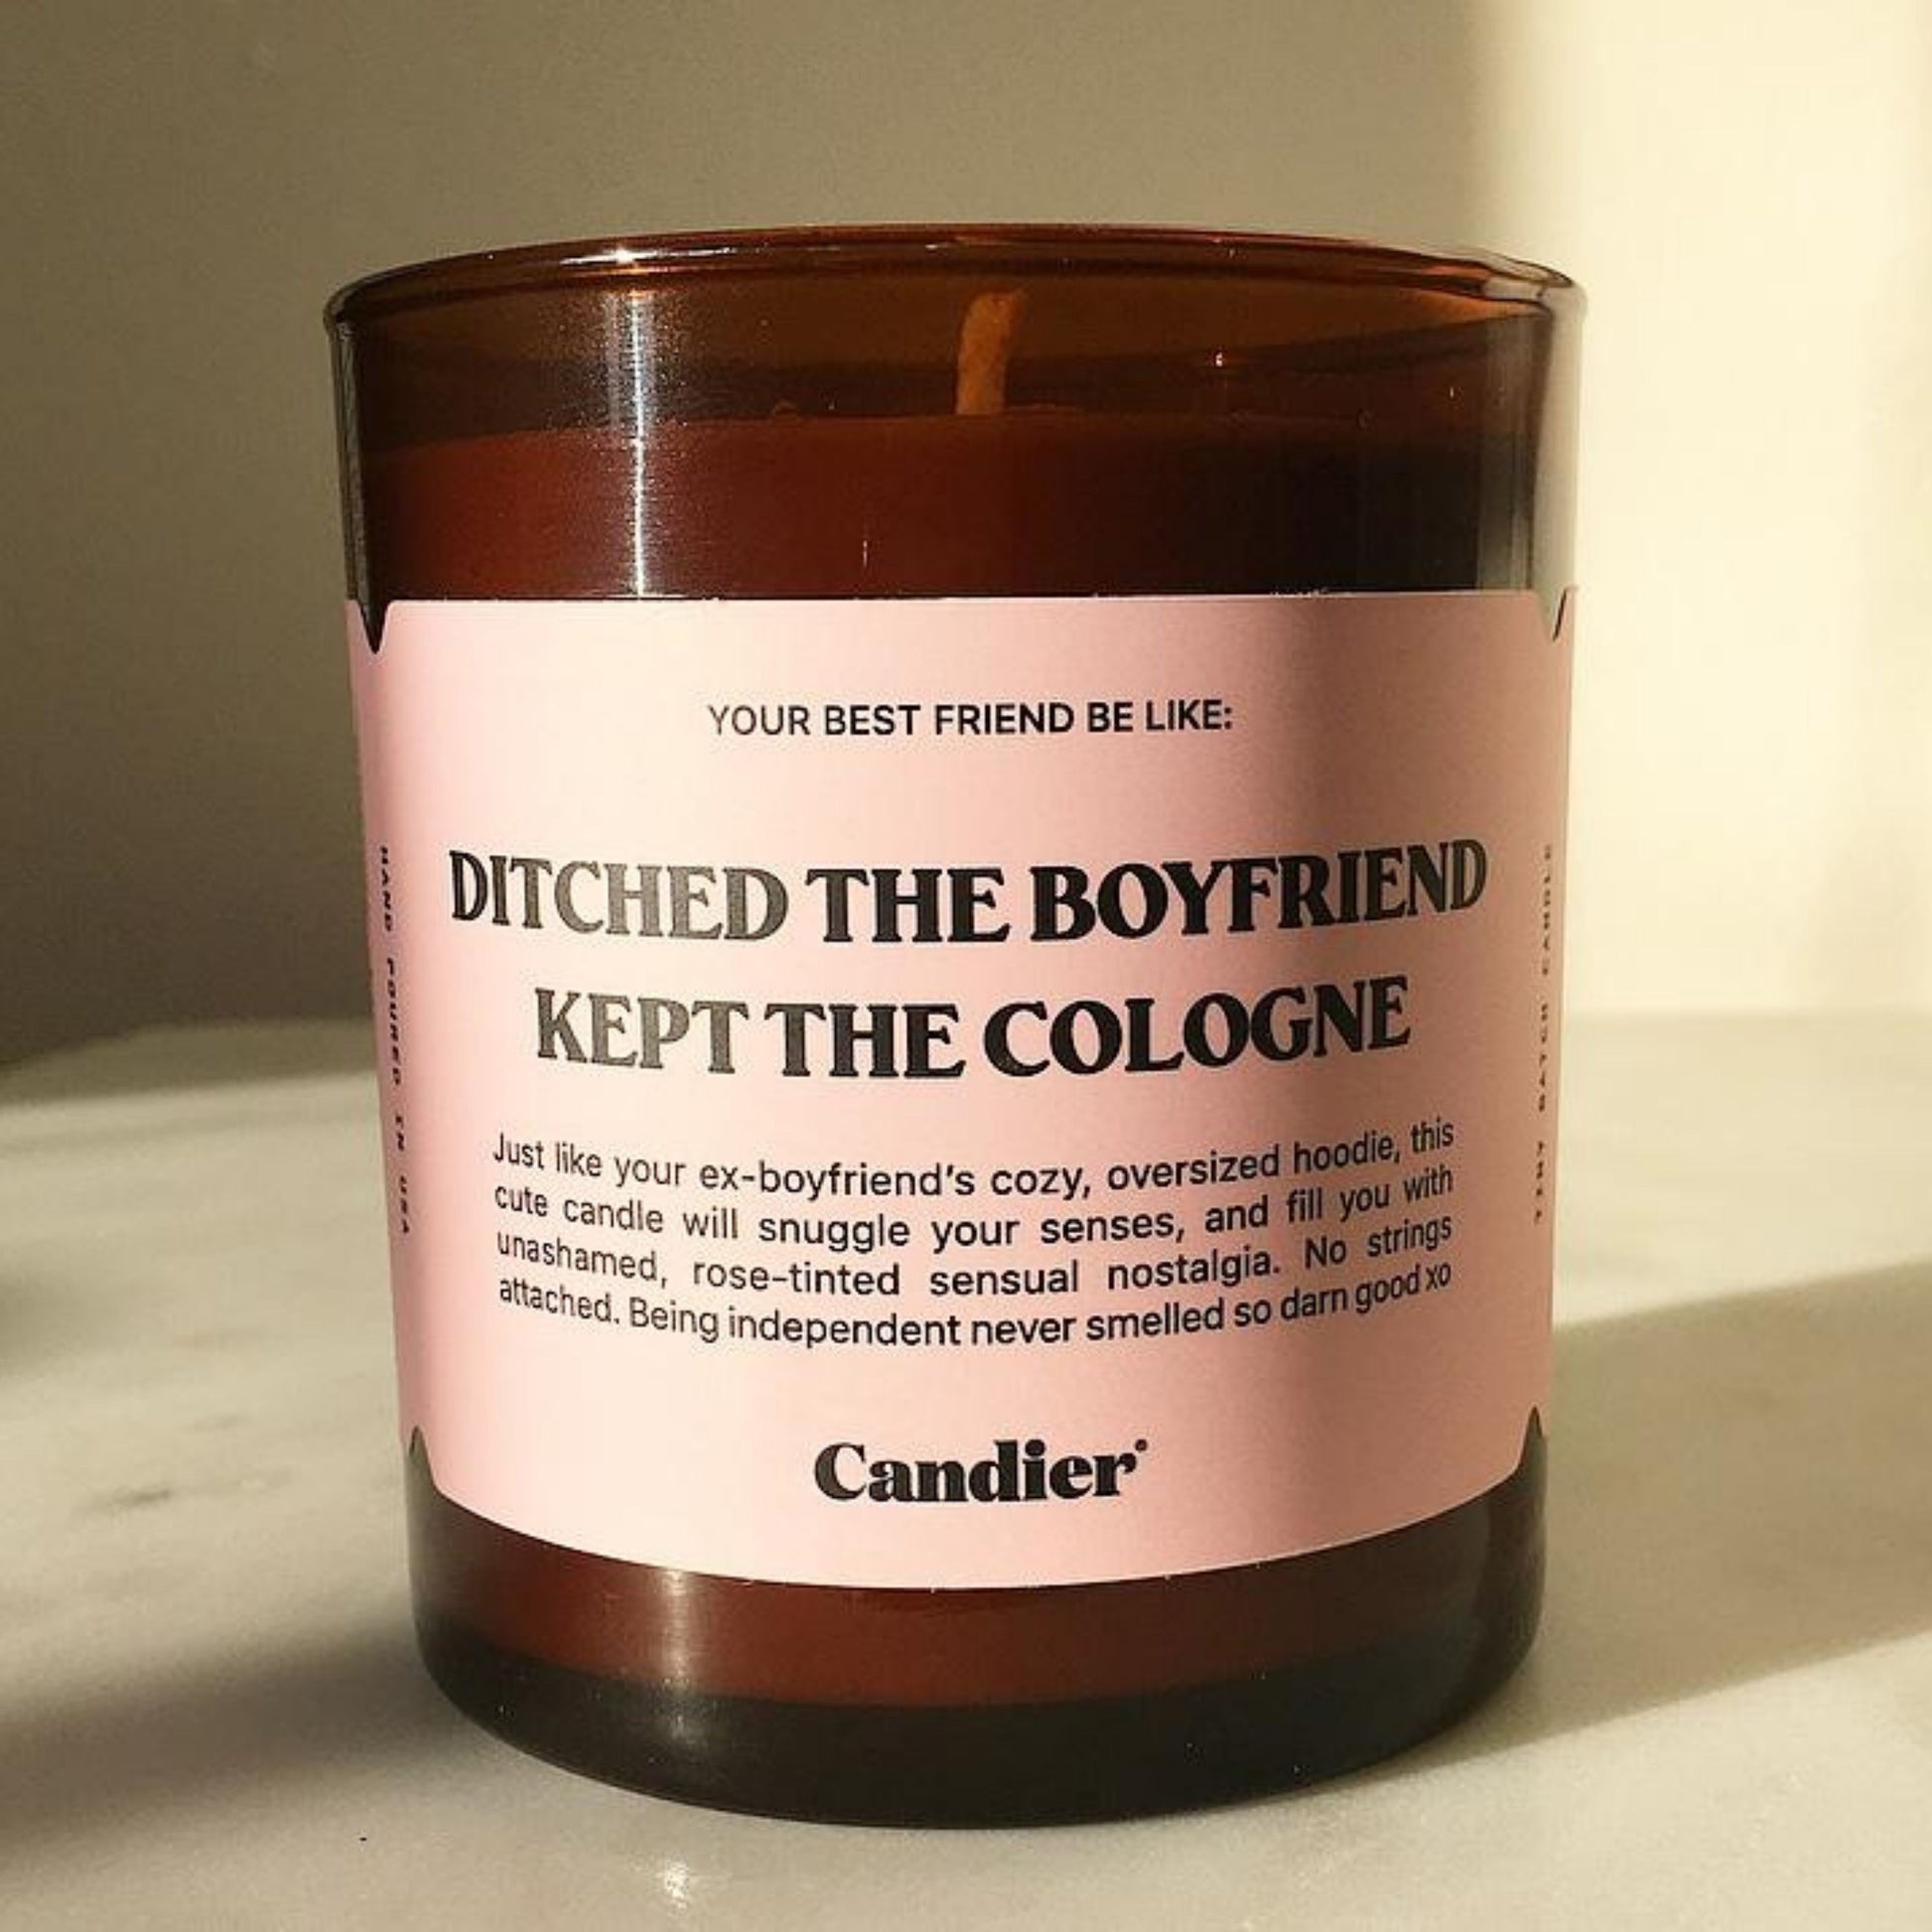 YOUR BEST FRIEND BE LIKE:
DITCHED THE BOYFRIEND
KEPT THE COLOGNE
Just like your ex-boyfriend's cozy, oversized hoodie, this
cute candle will snuggle your senses, and fill you with
unashamed, rose-tinted sensual nostalgia. No strings
attached. Being independent never smelled so darn good xo
Candier
HAND POURED IN USA
TINY BATCH CANDLE